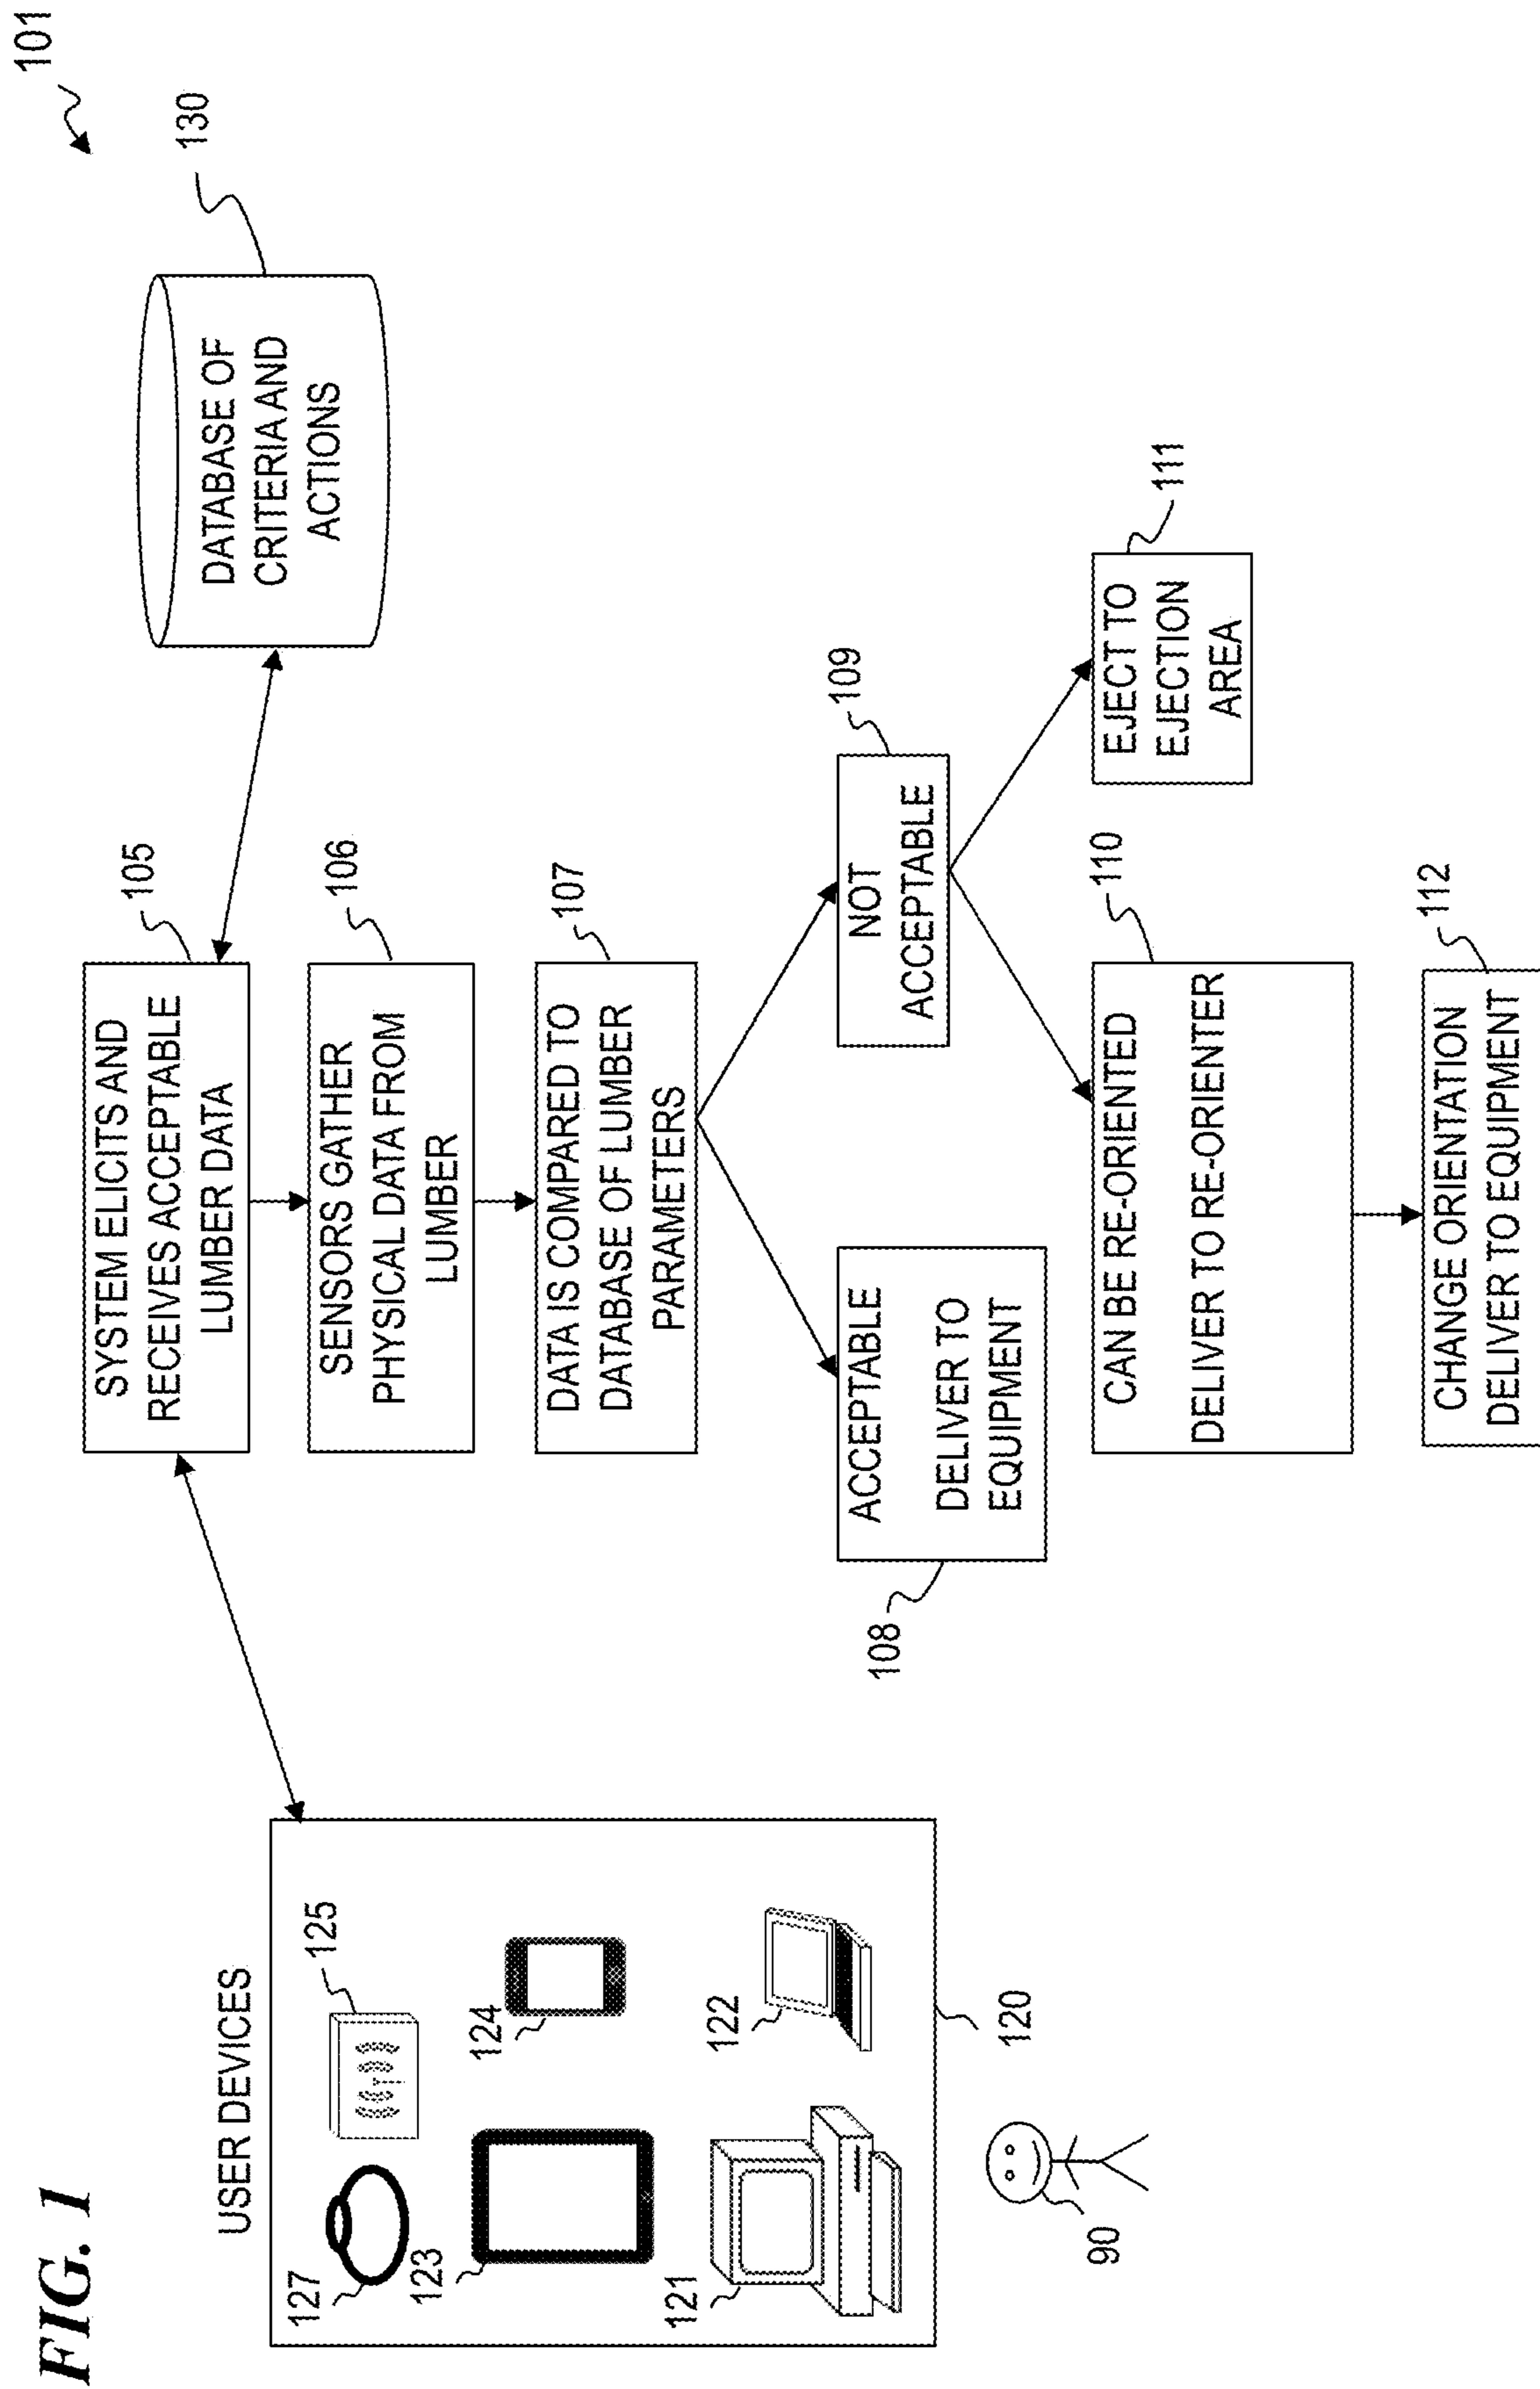 FIG. 1
101
USER DEVICES
127
125
123
124
121
122
120
90
SYSTEM ELICITS AND
RECEIVES ACCEPTABLE
LUMBER DATA
105
DATABASE OF
CRITERIA AND
ACTIONS
130
SENSORS GATHER
PHYSICAL DATA FROM
LUMBER
106
DATA IS COMPARED TO
DATABASE OF LUMBER
PARAMETERS
107
ACCEPTABLE
DELIVER TO
EQUIPMENT
108
NOT
ACCEPTABLE
109
CAN BE RE-ORIENTED
DELIVER TO RE-ORIENTER
110
EJECT TO
EJECTION
AREA
111
CHANGE ORIENTATION
DELIVER TO EQUIPMENT
112